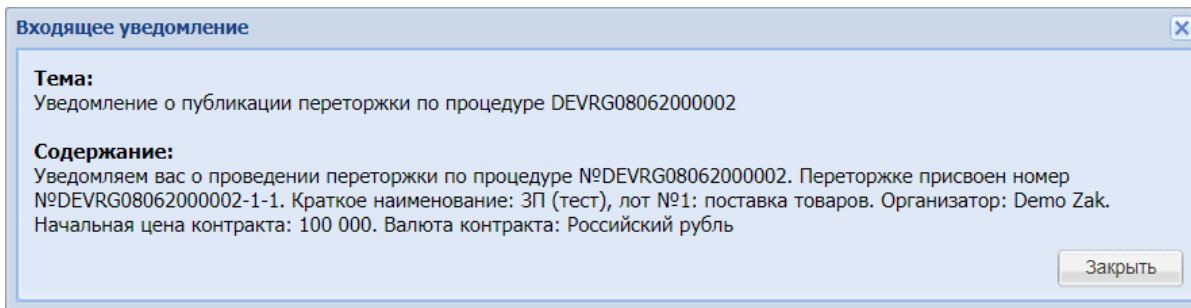 Входящее уведомление
Тема:
Уведомление о публикации переторжки по процедуре DEVRG08062000002
Содержание:
Уведомляем вас о проведении переторжки по процедуре №DEVRG08062000002. Переторжке присвоен номер
№DEVRG08062000002-1-1. Краткое наименование: ЗП (тест), лот №1: поставка товаров. Организатор: Demo Zak.
Начальная цена контракта: 100 000. Валюта контракта: Российский рубль
Закрыть